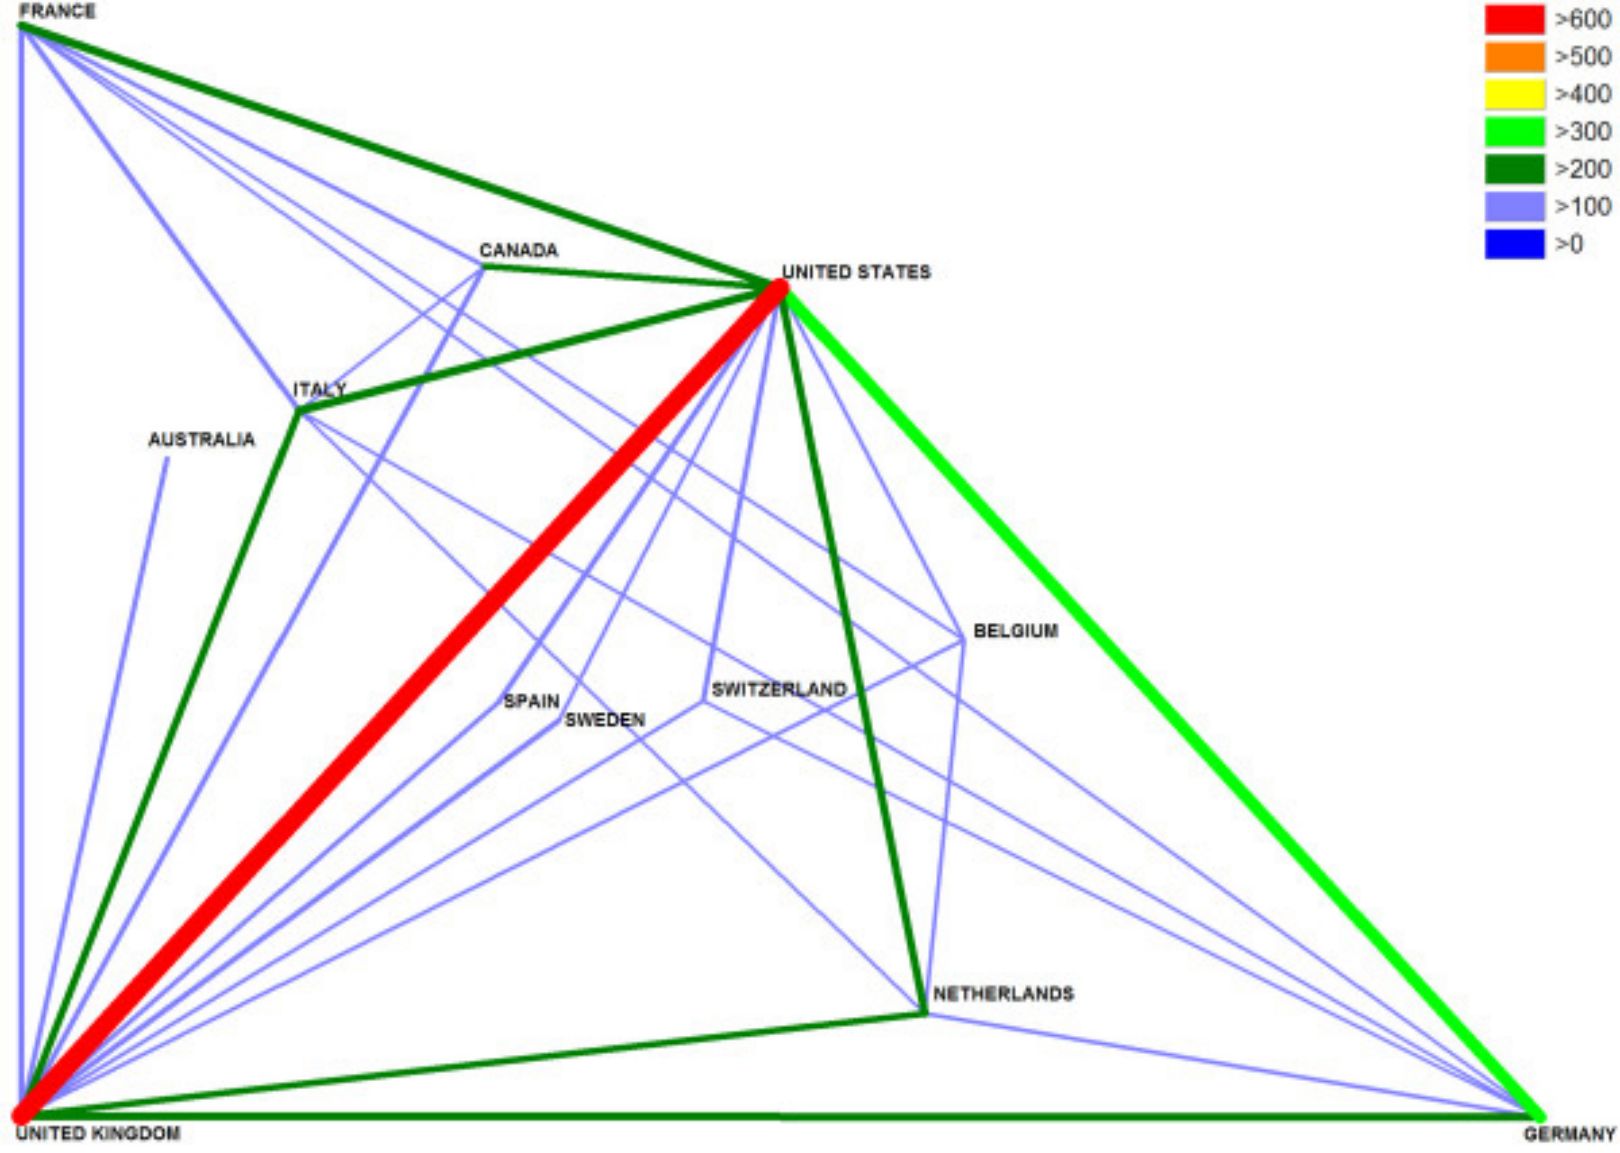 FRANCE
>600
>500
>400
>300
>200
>100
>0
CANADA
UNITED STATES
ITALY
AUSTRALIA
BELGIUM
SWITZERLAND
SPAIN
SWEDEN
NETHERLANDS
UNITED KINGDOM
GERMANY